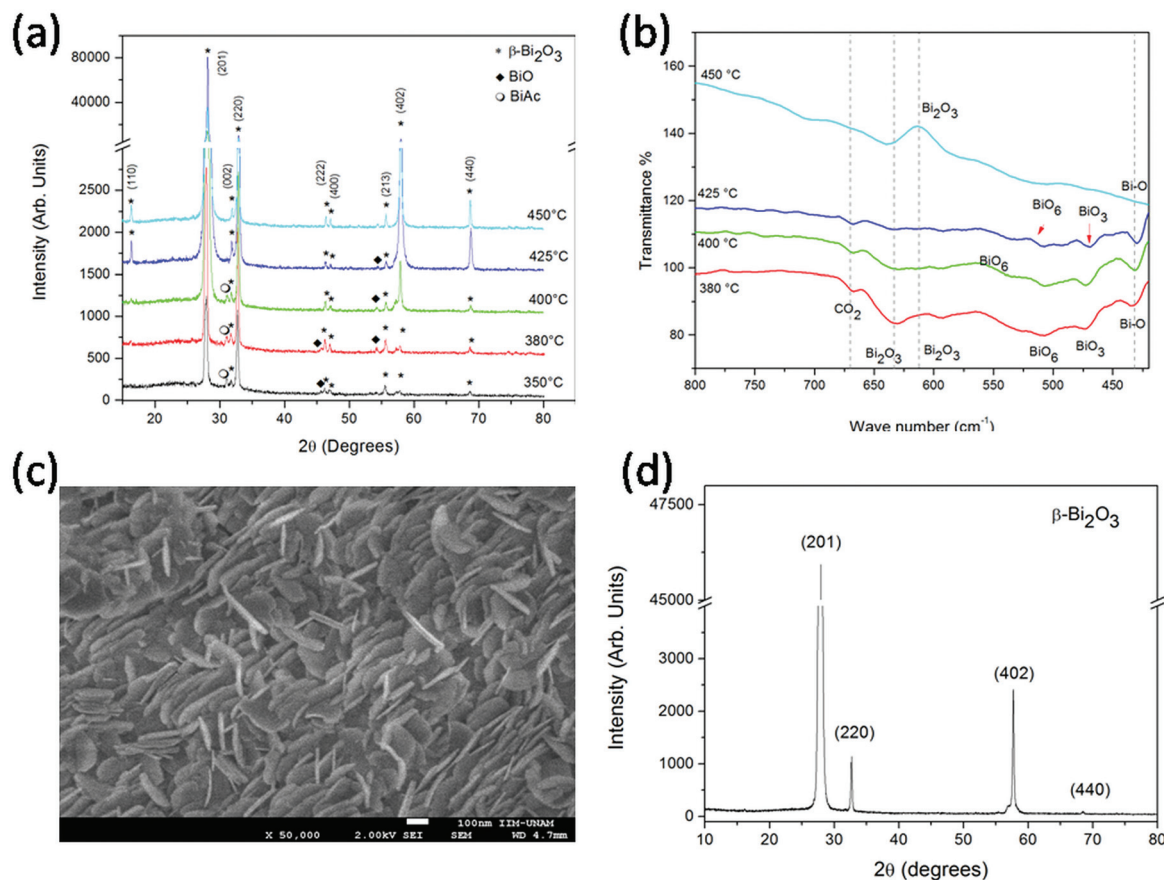 (a)
80000
40000
2500
2000
1500
1000
500
0
Intensity (Arb. Units)
* β-Bi₂O₃
◆ BiO
BiAc
(110)
(201)
(002)
(220)
(222)
(400)
(213)
(402)
(440)
450°C
425°C
400°C
380°C
350°C
20 30 40 50 60 70 80
2θ (Degrees)
(b)
160
140
120
100
80
Transmittance %
450 °C
425 °C
400 °C
380 °C
Bi₂O₃
Bi-O
BiO₆
BiO₃
BiO₆
CO₂
Bi-O
Bi₂O₃
Bi₂O₃
BiO₆
BiO₃
800 750 700 650 600 550 500 450
Wave number (cm⁻¹)
(c)
100nm IIM-UNAM
X 50,000 2.00kV SEI SEM WD 4.7mm
(d)
47500
45000
3000
2000
1000
0
Intensity (Arb. Units)
β-Bi₂O₃
(201)
(220)
(402)
(440)
10 20 30 40 50 60 70 80
2θ (degrees)